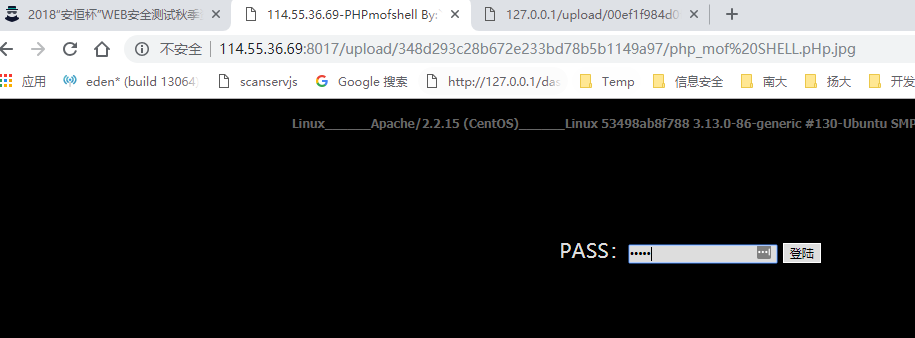 2018“安恒杯”WEB安全测试秋季
114.55.36.69-PHPmofshell By:
127.0.0.1/upload/00ef1f984d0
不安全 114.55.36.69:8017/upload/348d293c28b672e233bd78b5b1149a97/php_mof%20SHELL.pHp.jpg
应用 eden* (build 13064) scanservjs Google 搜索 http://127.0.0.1/das Temp 信息安全 南大 扬大 开发
Linux______Apache/2.2.15 (CentOS)______Linux 53498ab8f788 3.13.0-86-generic #130-Ubuntu SMP
PASS: ••••• 登陆